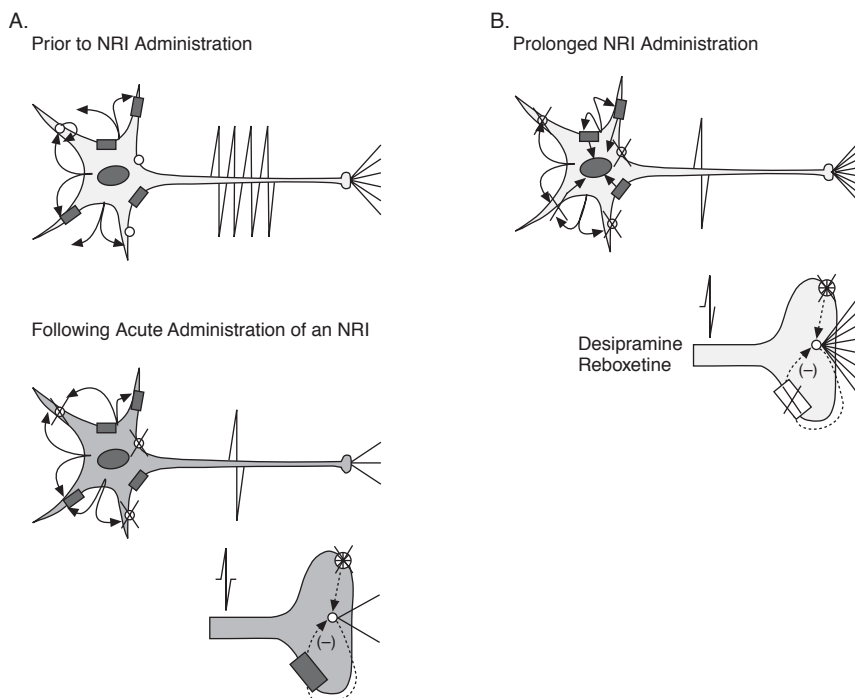 A.
Prior to NRI Administration
Following Acute Administration of an NRI
(–)
B.
Prolonged NRI Administration
Desipramine
Reboxetine
(–)